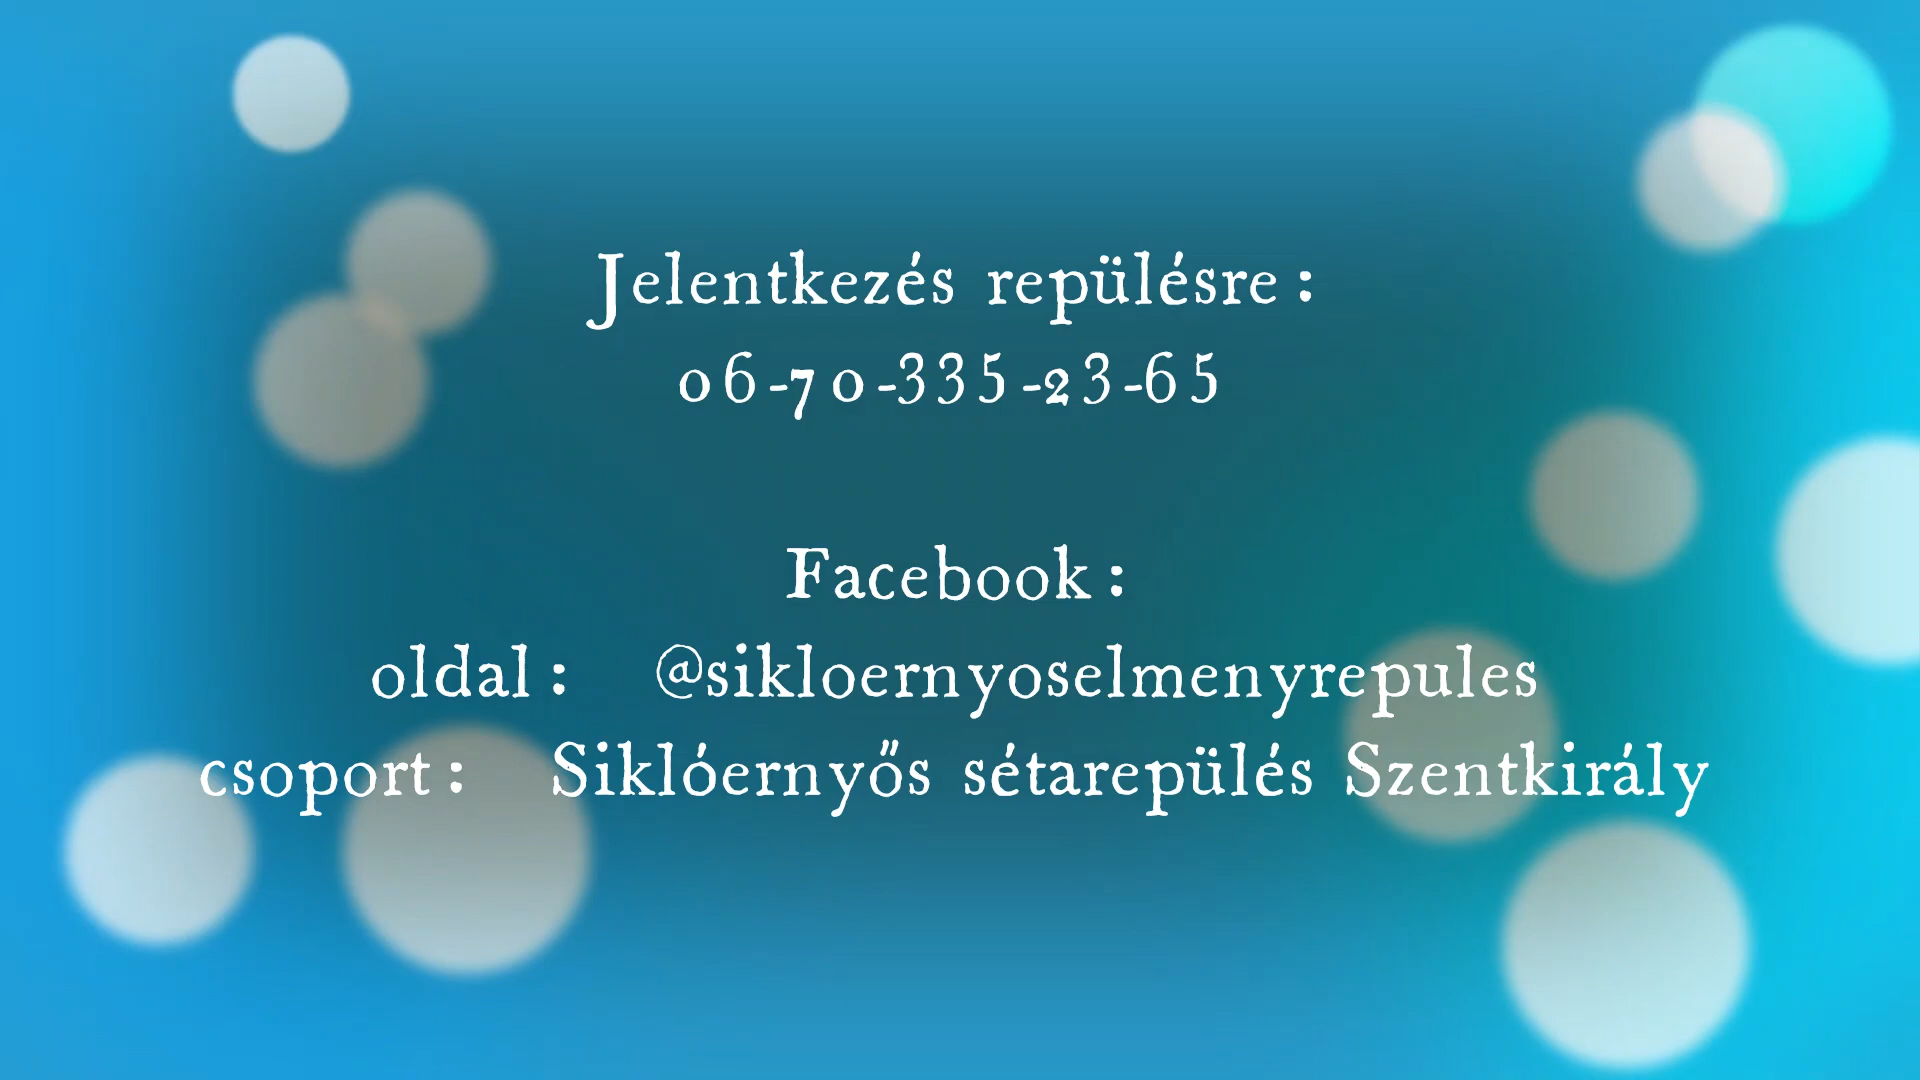 Jelentkezés repülésre:
06-70-335-23-65
Facebook:
oldal: @sikloernyoselmenyrepules
csoport: Siklóernyős sétarepülés Szentkirály